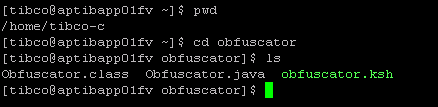 [tibco@aptibapp01fv ~]$ pwd
/home/tibco-c
[tibco@aptibapp01fv ~]$ cd obfuscator
[tibco@aptibapp01fv obfuscator]$ ls
Obfuscator.class  Obfuscator.java  obfuscator.ksh
[tibco@aptibapp01fv obfuscator]$